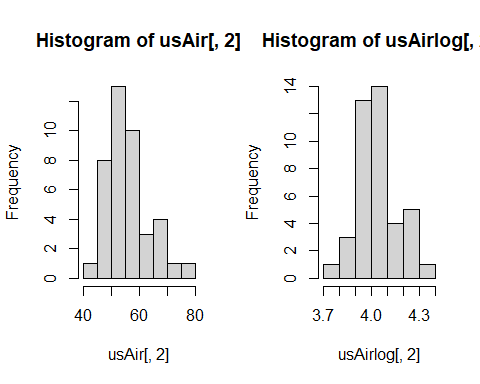 Histogram of usAir[, 2]
Frequency
0 2 4 6 8 10
40 60 80
usAir[, 2]
Histogram of usAirlog[, 
Frequency
0 2 4 6 8 10 14
3.7 4.0 4.3
usAirlog[, 2]